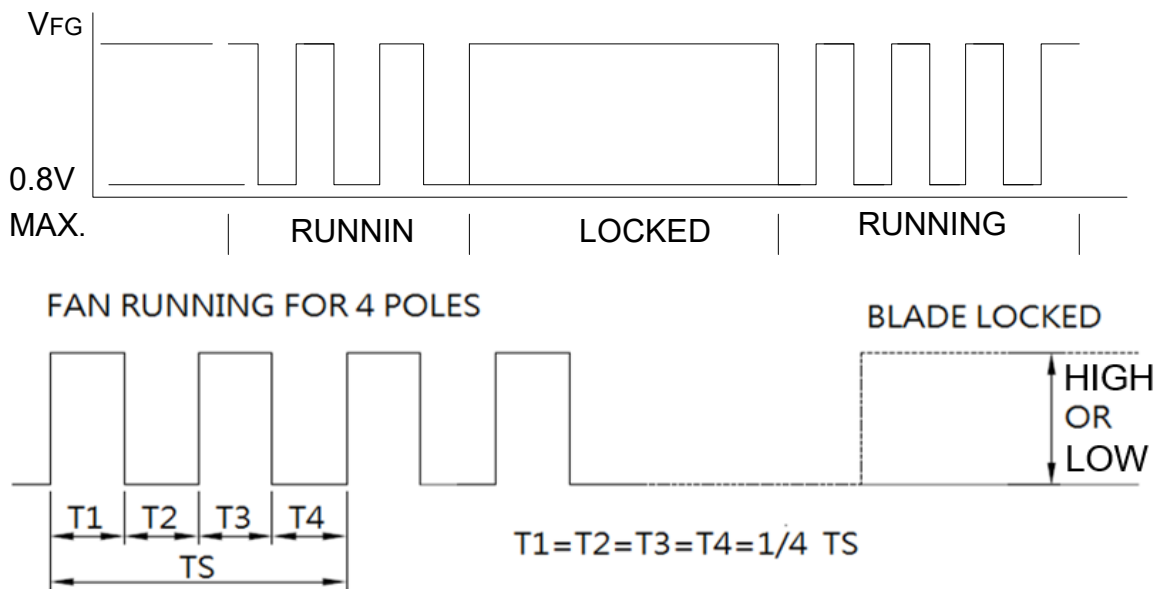 VFG
0.8V
MAX.
RUNNIN
LOCKED
RUNNING
FAN RUNNING FOR 4 POLES
BLADE LOCKED
HIGH
OR
LOW
T1 T2 T3 T4
TS
T1=T2=T3=T4=1/4 TS